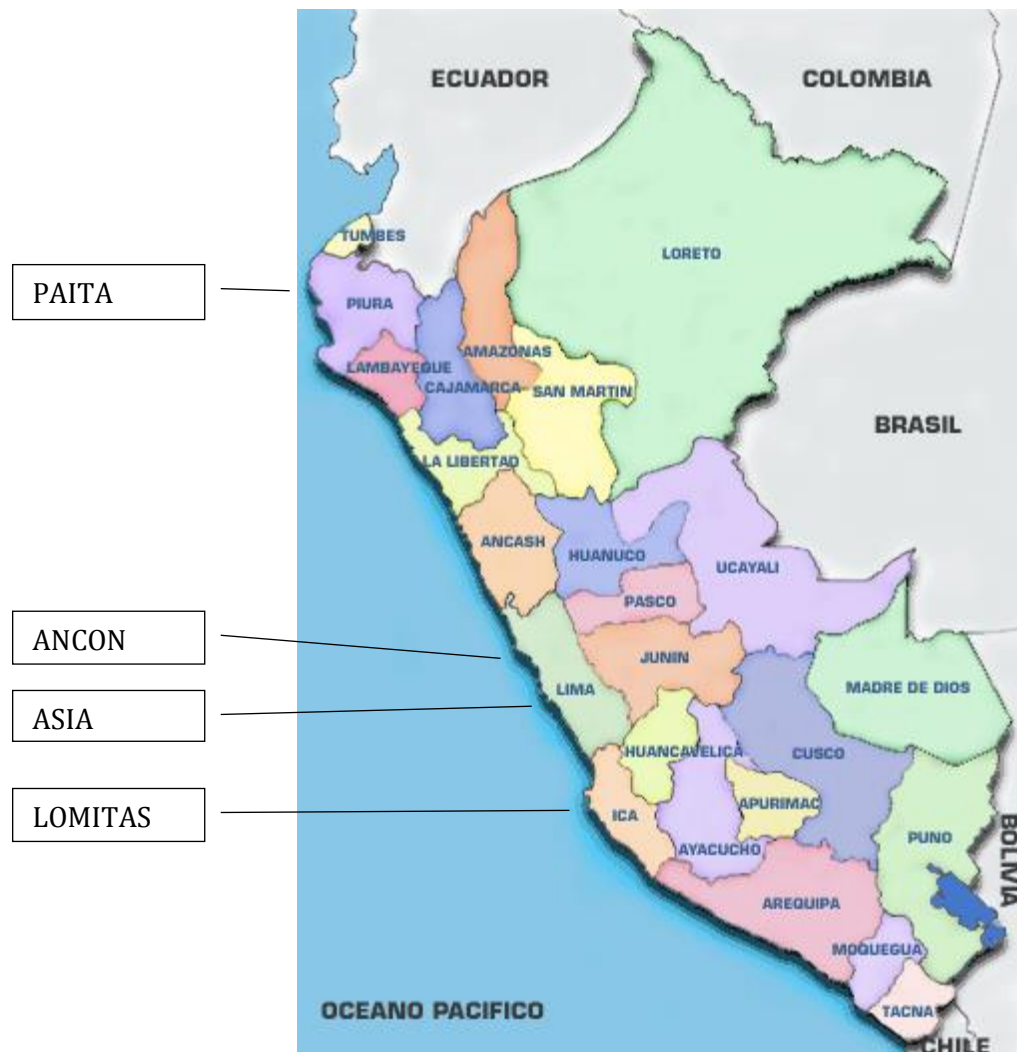 ECUADOR
COLOMBIA
TUMBES
LORETO
PAITA
PIURA
AMAZONAS
LAMBAYEQUE
CAJAMARCA
SAN MARTIN
BRASIL
LA LIBERTAD
ANCASH
HUANUCO
UCAYALI
PASCO
ANCON
JUNIN
MADRE DE DIOS
LIMA
ASIA
HUANCAVELICA
CUSCO
LOMITAS
ICA
APURIMAC
PUNO
BOLIVIA
AYACUCHO
AREQUIPA
MOQUEGUA
OCEANO PACIFICO
TACNA
CHILE